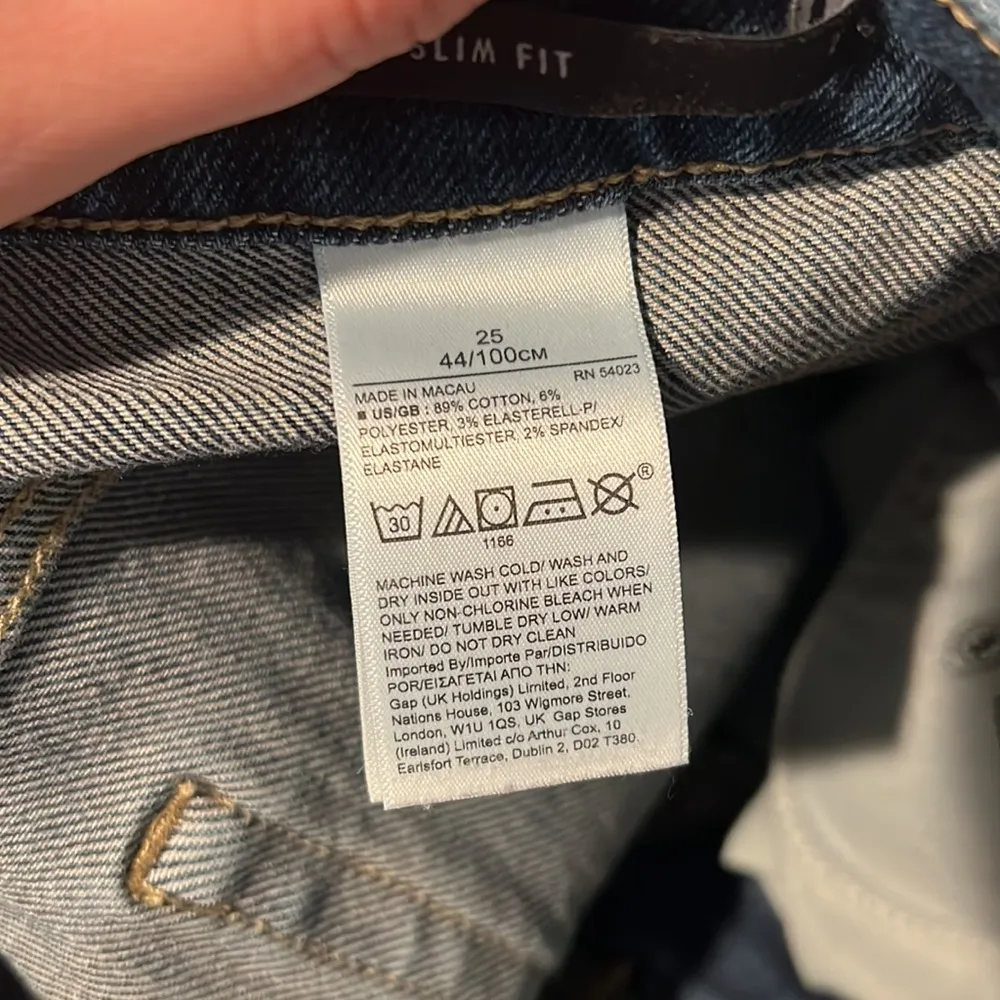 SLIM FIT
25
44/100CM
RN 54023
MADE IN MACAU
■ US/GB : 89% COTTON, 6%
POLYESTER, 3% ELASTERELL-P/
ELASTOMULTIESTER, 2% SPANDEX/
ELASTANE
30
®
1166
MACHINE WASH COLD/ WASH AND
DRY INSIDE OUT WITH LIKE COLORS/
ONLY NON-CHLORINE BLEACH WHEN
NEEDED/ TUMBLE DRY LOW/ WARM
IRON/ DO NOT DRY CLEAN
Imported By/Importe Par/DISTRIBUIDO
POR/ΕΙΣΑΓΕΤΑΙ ΑΠΟ ΤΗΝ:
Gap (UK Holdings) Limited, 2nd Floor
Nations House, 103 Wigmore Street,
London, W1U 1QS, UK Gap Stores
(Ireland) Limited c/o Arthur Cox, 10
Earlsfort Terrace, Dublin 2, D02 T380.